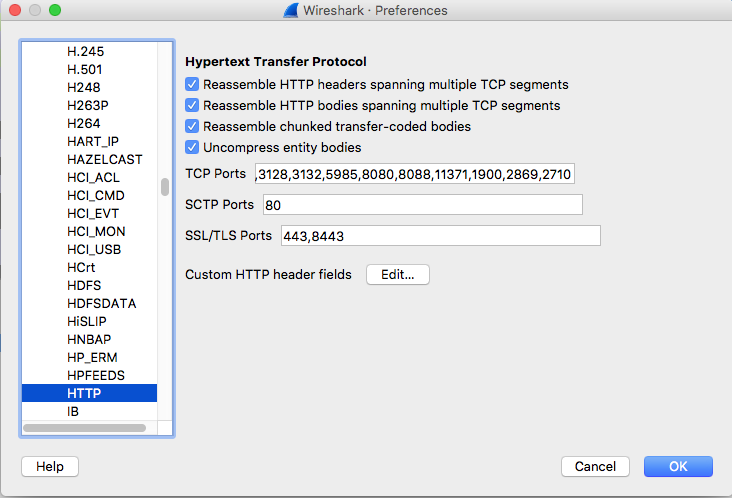 Wireshark · Preferences
H.245
H.501
H248
H263P
H264
HART_IP
HAZELCAST
HCI_ACL
HCI_CMD
HCI_EVT
HCI_MON
HCI_USB
HCrt
HDFS
HDFSDATA
HiSLIP
HNBAP
HP_ERM
HPFEEDS
HTTP
IB
Hypertext Transfer Protocol
Reassemble HTTP headers spanning multiple TCP segments
Reassemble HTTP bodies spanning multiple TCP segments
Reassemble chunked transfer-coded bodies
Uncompress entity bodies
TCP Ports ,3128,3132,5985,8080,8088,11371,1900,2869,2710
SCTP Ports 80
SSL/TLS Ports 443,8443
Custom HTTP header fields Edit...
Help Cancel OK